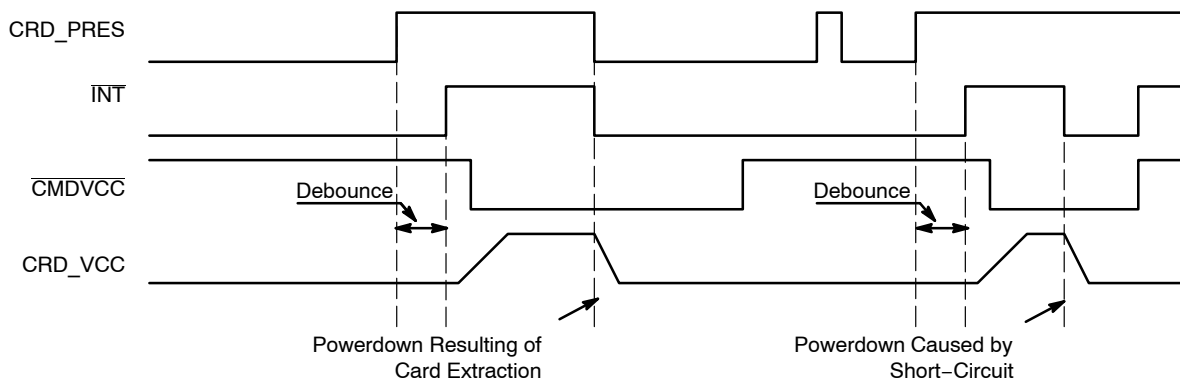 CRD_PRES
INT
CMDVCC
Debounce
Debounce
CRD_VCC
Powerdown Resulting of
Card Extraction
Powerdown Caused by
Short−Circuit